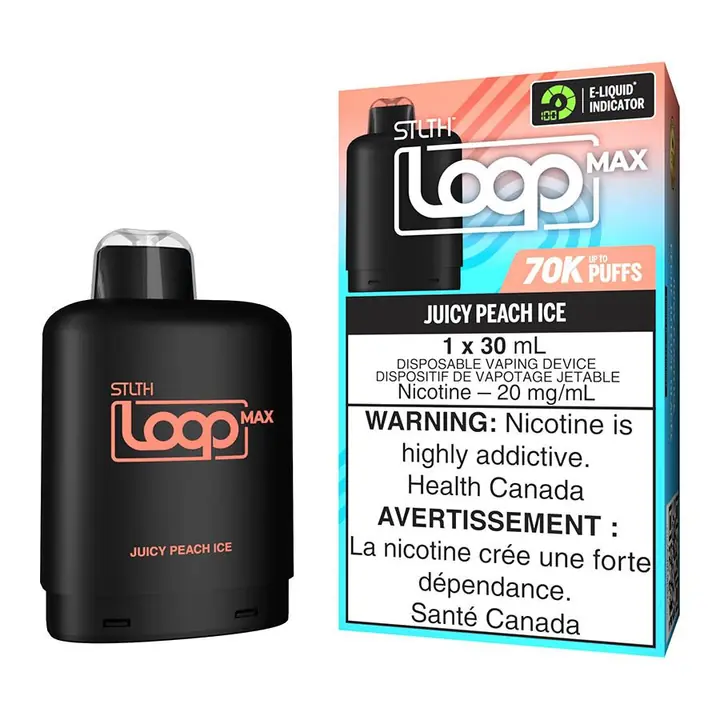 STLTH
Loop MAX
JUICY PEACH ICE
100
E-LIQUID*
INDICATOR
STLTH
Loop MAX
70K UP TO PUFFS
JUICY PEACH ICE
1 x 30 mL
DISPOSABLE VAPING DEVICE
DISPOSITIF DE VAPOTAGE JETABLE
Nicotine – 20 mg/mL
WARNING: Nicotine is
highly addictive.
Health Canada
AVERTISSEMENT :
La nicotine crée une forte
dépendance.
Santé Canada